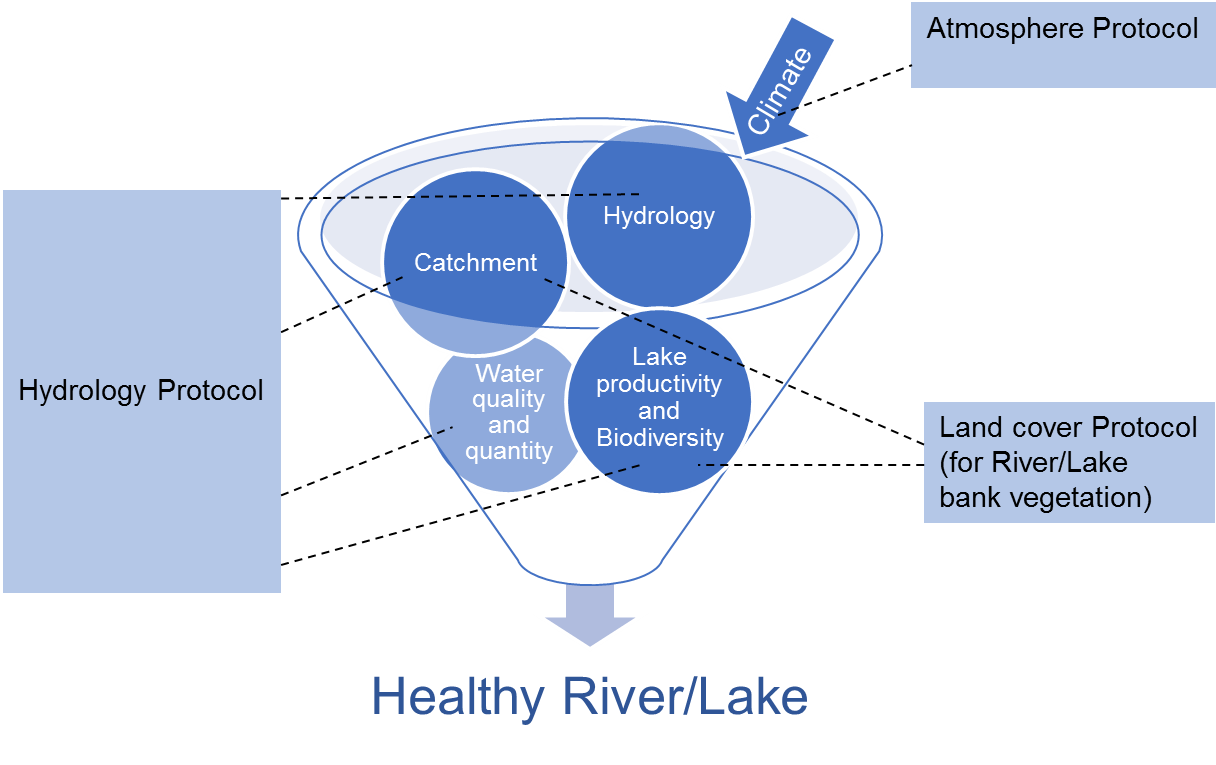 Atmosphere Protocol
Climate
Hydrology
Catchment
Hydrology Protocol
Water
quality
and
quantity
Lake
productivity
and
Biodiversity
Land cover Protocol
(for River/Lake
bank vegetation)
Healthy River/Lake